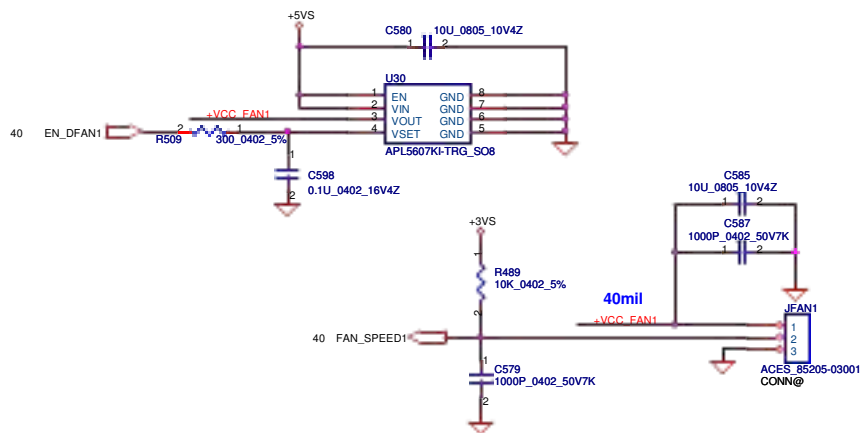 +5VS
C580
10U_0805_10V4Z
1
2
U30
1
EN
GND
8
2
VIN
GND
7
+VCC_FAN1
3
VOUT
GND
6
40
EN_DFAN1
2
1
4
VSET
GND
5
R509
300_0402_5%
APL5607KI-TRG_SO8
1
C598
0.1U_0402_16V4Z
2
C585
10U_0805_10V4Z
1
2
C587
1000P_0402_50V7K
1
2
+3VS
1
R489
10K_0402_5%
2
40mil
+VCC_FAN1
JFAN1
1
40
FAN_SPEED1
2
3
1
C579
1000P_0402_50V7K
2
ACES_85205-03001
CONN@